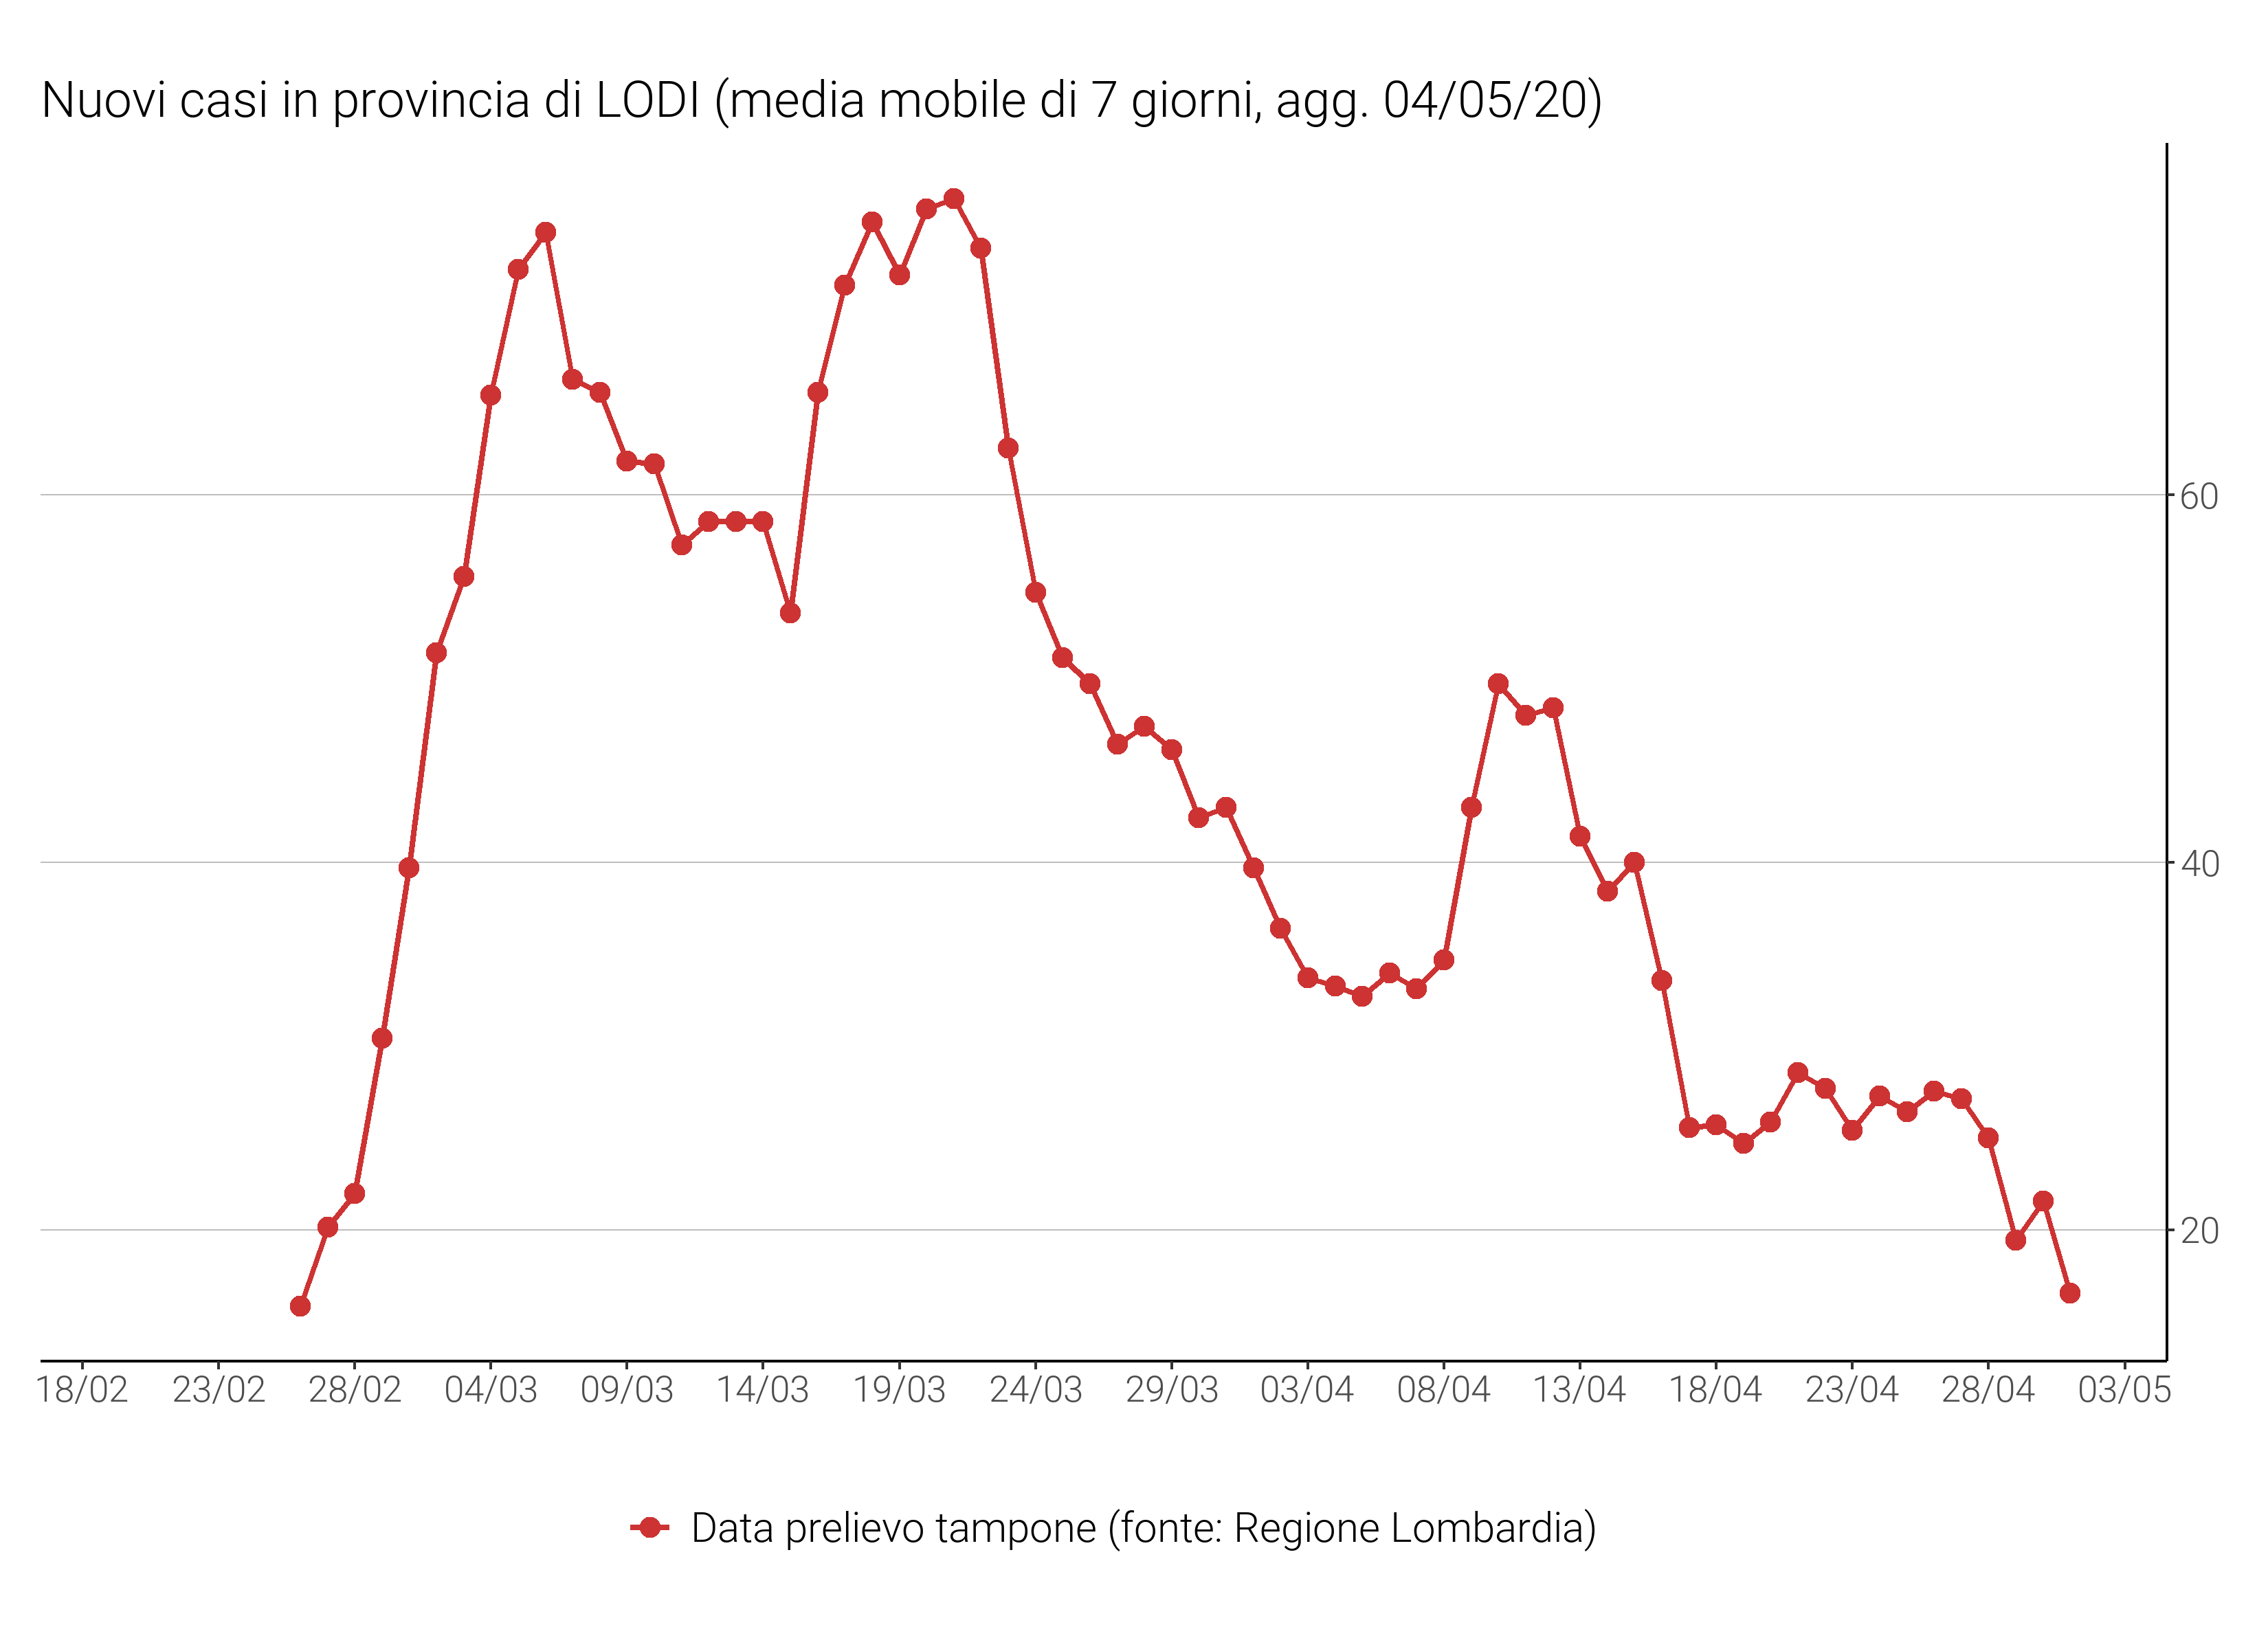 Nuovi casi in provincia di LODI (media mobile di 7 giorni, agg. 04/05/20)
60
40
20
18/02 23/02 28/02 04/03 09/03 14/03 19/03 24/03 29/03 03/04 08/04 13/04 18/04 23/04 28/04 03/05
Data prelievo tampone (fonte: Regione Lombardia)